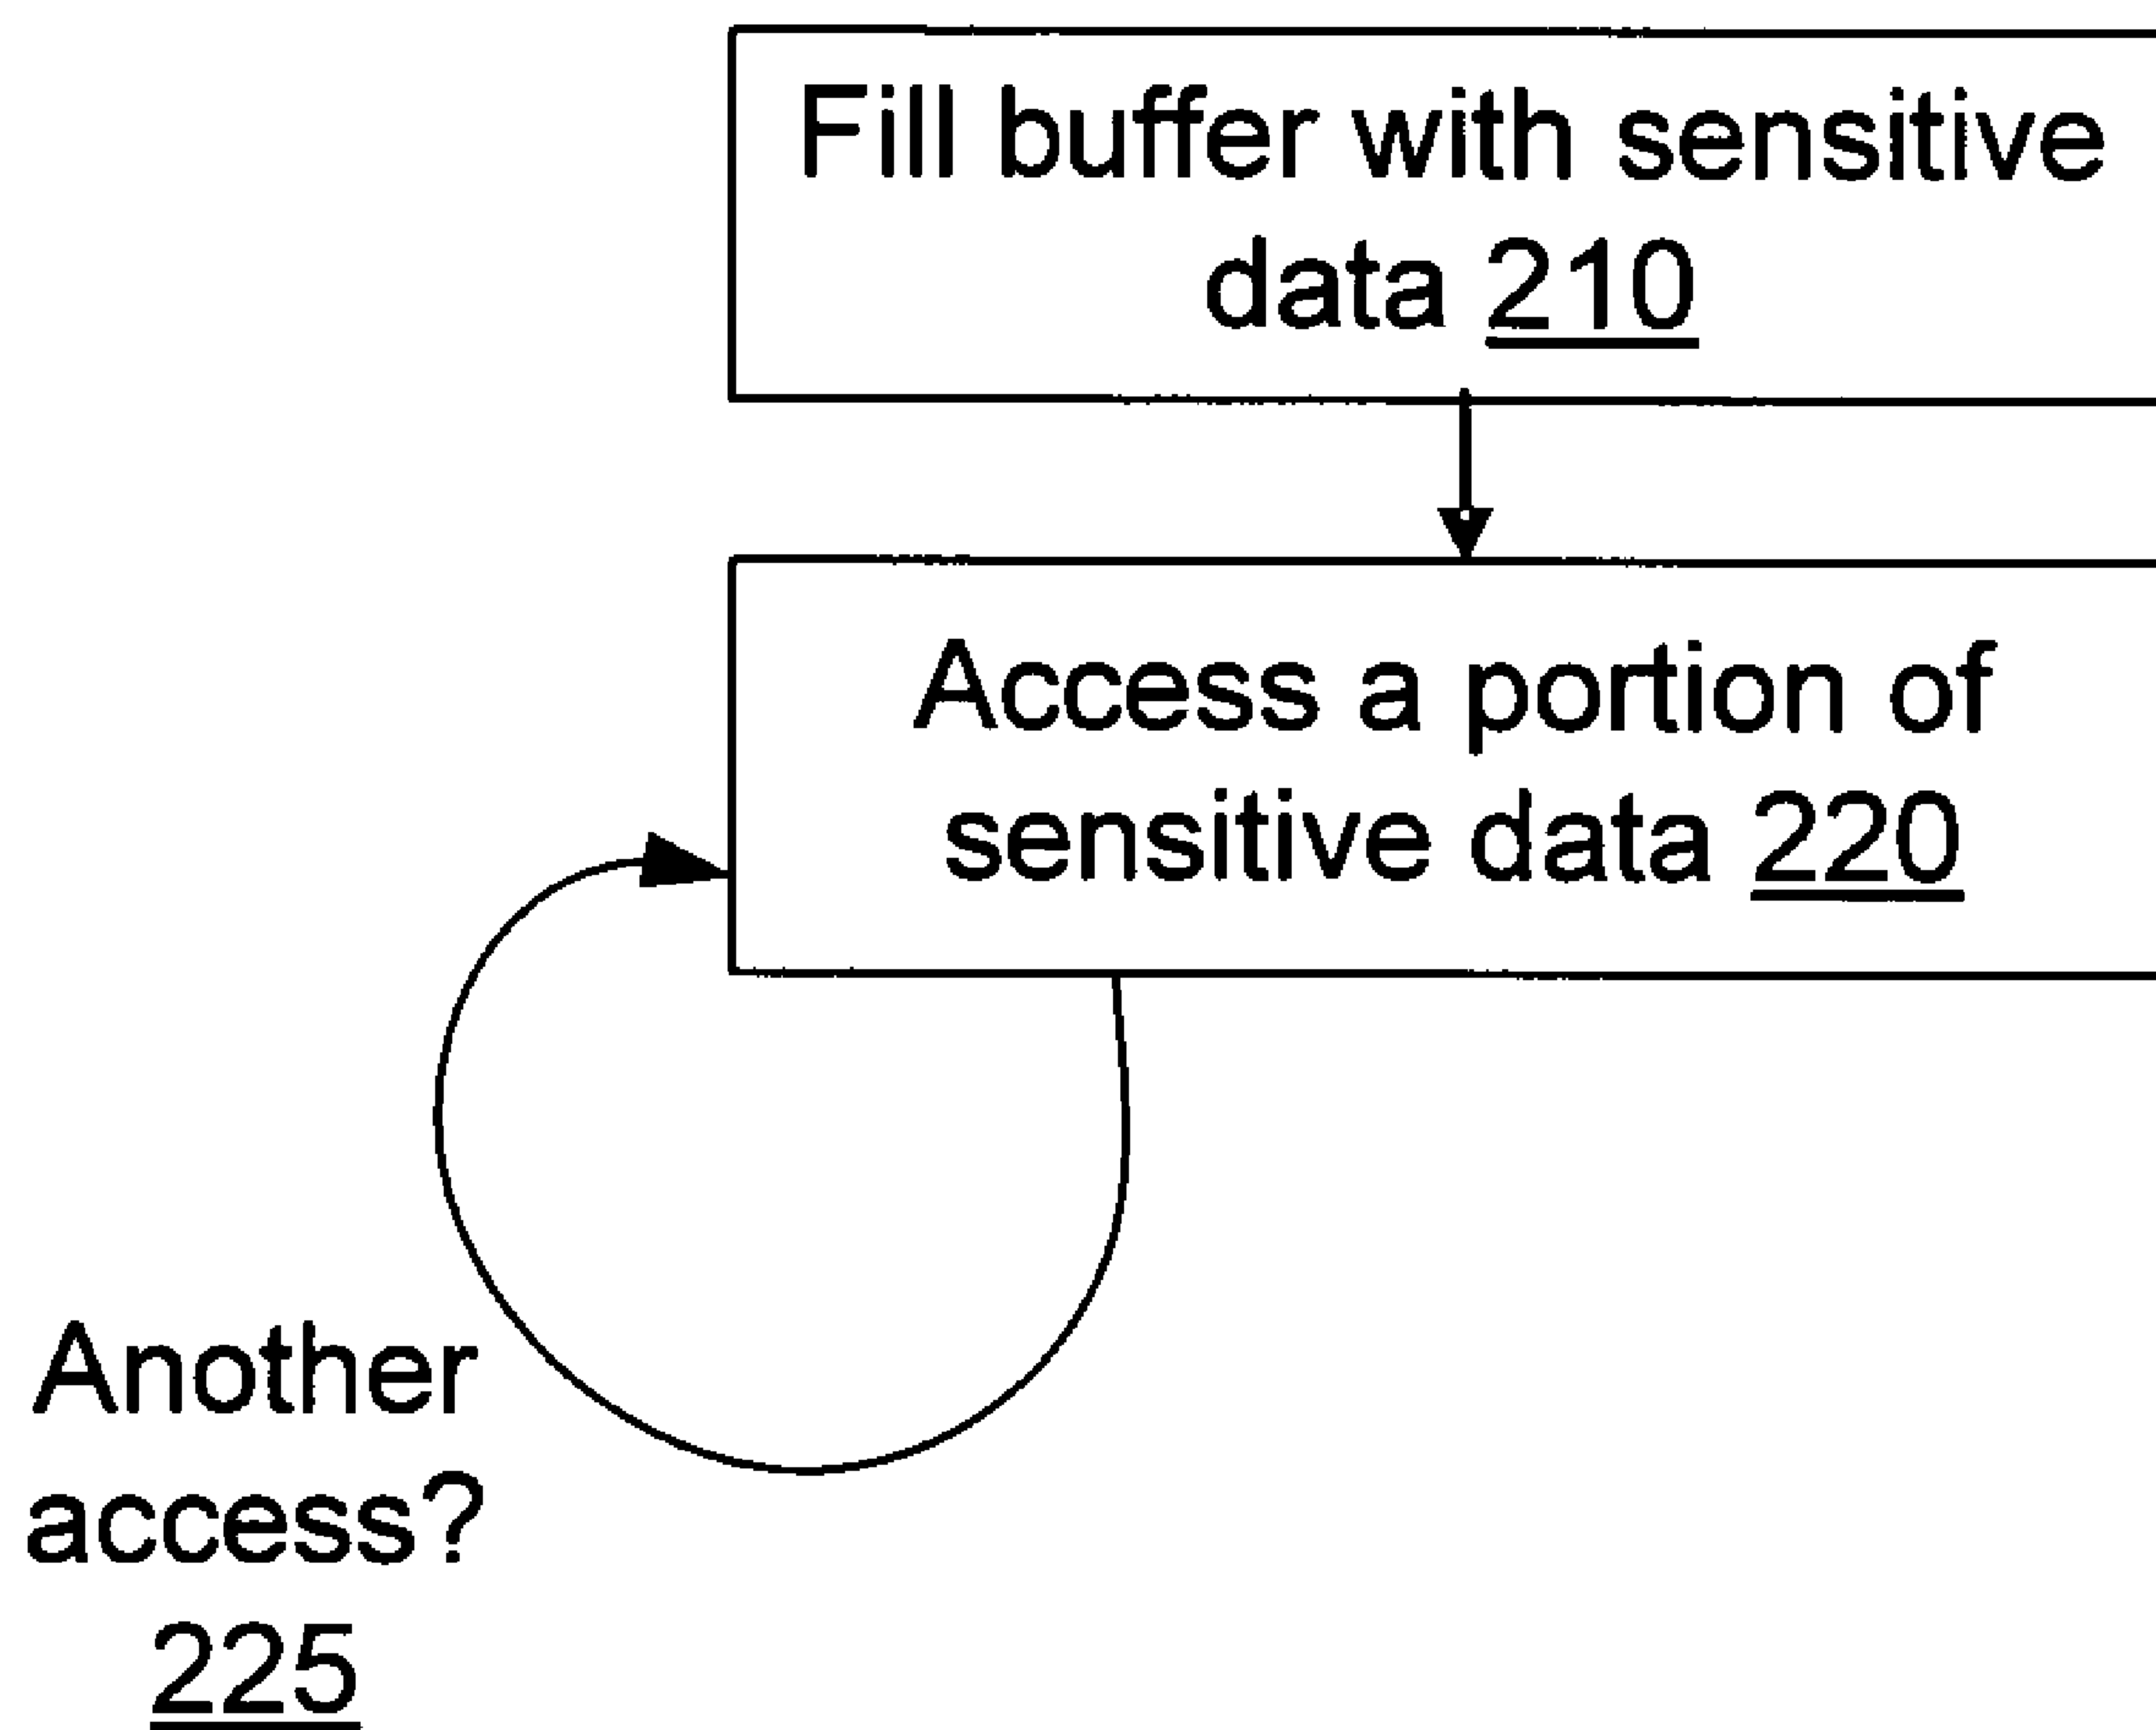 Fill buffer with sensitive
data 210
Access a portion of
sensitive data 220
Another
access?
225